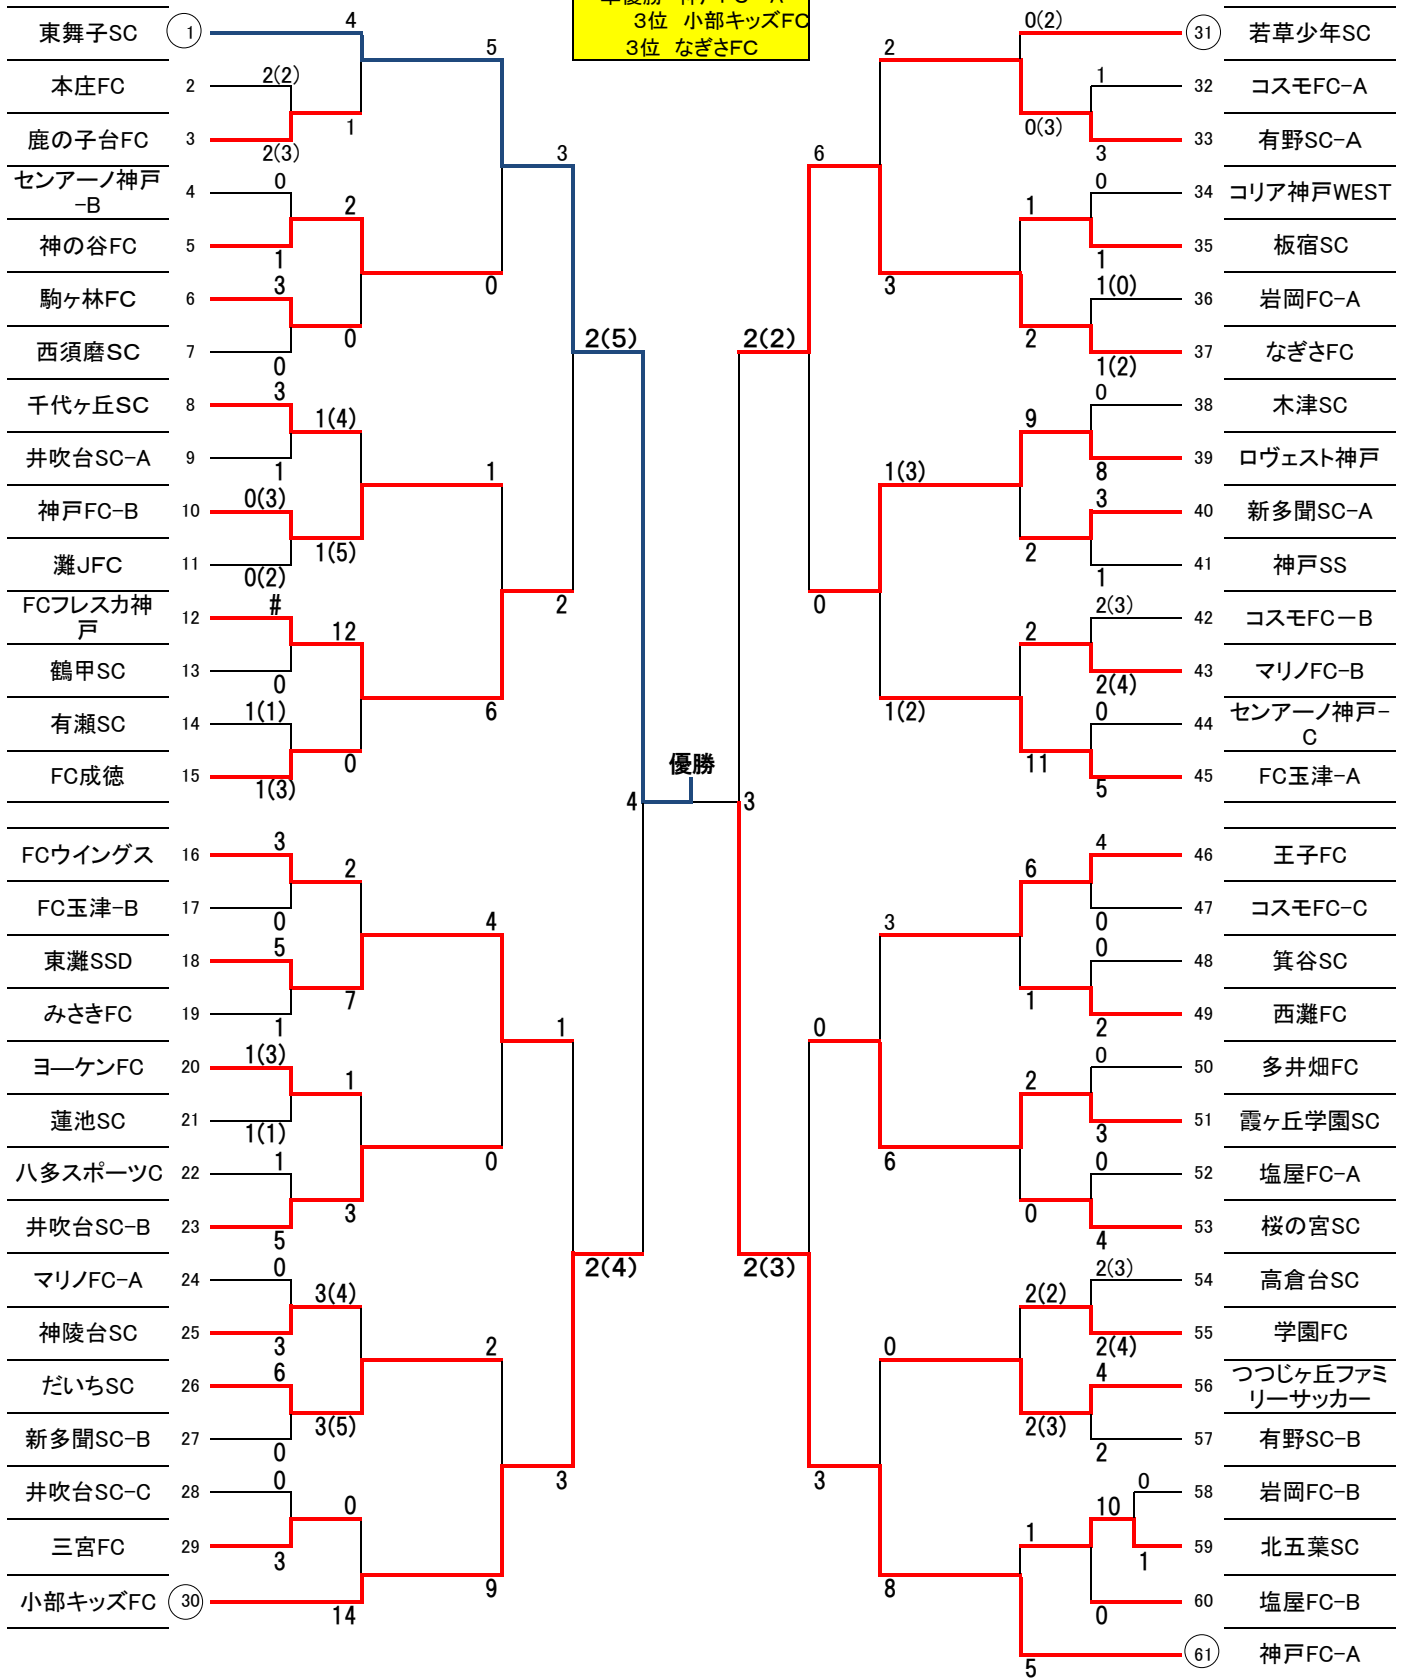 準優勝 神戸FC-A
3位 小部キッズFC
3位 なぎさFC
東舞子SC 1 4
本庄FC 2 2(2)
鹿の子台FC 3 2(3) 1
5
センアーノ神戸
-B 4 0
神の谷FC 5 1 2
駒ヶ林FC 6 3
西須磨SC 7 0 0
0
3
千代ヶ丘SC 8 3
井吹台SC-A 9 1 1(4)
神戸FC-B 10 0(3)
灘JFC 11 0(2) 1(5)
1
FCフレスカ神
戸 12 #
鶴甲SC 13 0 12
有瀬SC 14 1(1)
FC成徳 15 1(3) 0
6
2
2(5)
FCウイングス 16 3
FC玉津-B 17 0 2
東灘SSD 18 5
みさきFC 19 1 7
4
ヨ―ケンFC 20 1(3)
蓮池SC 21 1(1) 1
八多スポーツC 22 1
井吹台SC-B 23 5 3
0
1
マリノFC-A 24 0
神陵台SC 25 3 3(4)
だいちSC 26 6
新多聞SC-B 27 0 3(5)
2
井吹台SC-C 28 0
三宮FC 29 3 0
小部キッズFC 30 14
9
3
2(4)
4 優勝 3
0(2) 31 若草少年SC
1 32 コスモFC-A
0(3) 3 33 有野SC-A
2
0 34 コリア神戸WEST
1 1 35 板宿SC
1(0) 36 岩岡FC-A
2 1(2) 37 なぎさFC
3
6
0 38 木津SC
9 8 39 ロヴェスト神戸
3 40 新多聞SC-A
2 1 41 神戸SS
1(3)
2(3) 42 コスモFC－B
2 2(4) 43 マリノFC-B
0 44 センアーノ神戸-
C
11 5 45 FC玉津-A
1(2)
0
2(2)
4 46 王子FC
6 0 47 コスモFC-C
0 48 箕谷SC
1 2 49 西灘FC
3
0 50 多井畑FC
2 3 51 霞ヶ丘学園SC
0 52 塩屋FC-A
0 4 53 桜の宮SC
6
0
2(3) 54 高倉台SC
2(2) 2(4) 55 学園FC
4 56 つつじヶ丘ファミ
リーサッカー
2(3) 2 57 有野SC-B
0
0 58 岩岡FC-B
10 1 59 北五葉SC
1 0 60 塩屋FC-B
5 61 神戸FC-A
8
3
2(3)